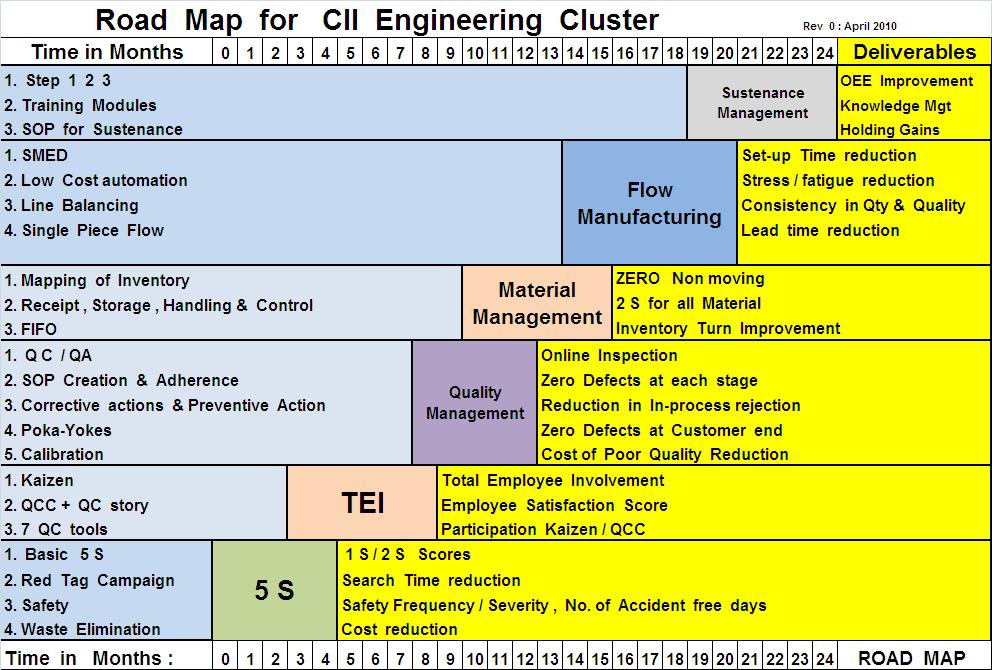 Road Map for CII Engineering Cluster
Rev 0 : April 2010
Time in Months 0 1 2 3 4 5 6 7 8 9 10 11 12 13 14 15 16 17 18 19 20 21 22 23 24 Deliverables
1. Step 1 2 3
2. Training Modules
3. SOP for Sustenance
Sustenance
Management
OEE Improvement
Knowledge Mgt
Holding Gains
1. SMED
2. Low Cost automation
3. Line Balancing
4. Single Piece Flow
Flow
Manufacturing
Set-up Time reduction
Stress / fatigue reduction
Consistency in Qty & Quality
Lead time reduction
1. Mapping of Inventory
2. Receipt , Storage , Handling & Control
3. FIFO
Material
Management
ZERO Non moving
2 S for all Material
Inventory Turn Improvement
1. Q C / QA
2. SOP Creation & Adherence
3. Corrective actions & Preventive Action
4. Poka-Yokes
5. Calibration
Quality
Management
Online Inspection
Zero Defects at each stage
Reduction in In-process rejection
Zero Defects at Customer end
Cost of Poor Quality Reduction
1. Kaizen
2. QCC + QC story
3. 7 QC tools
TEI
Total Employee Involvement
Employee Satisfaction Score
Participation Kaizen / QCC
1. Basic 5 S
2. Red Tag Campaign
3. Safety
4. Waste Elimination
5 S
1 S / 2 S Scores
Search Time reduction
Safety Frequency / Severity , No. of Accident free days
Cost reduction
Time in Months : 0 1 2 3 4 5 6 7 8 9 10 11 12 13 14 15 16 17 18 19 20 21 22 23 24 ROAD MAP